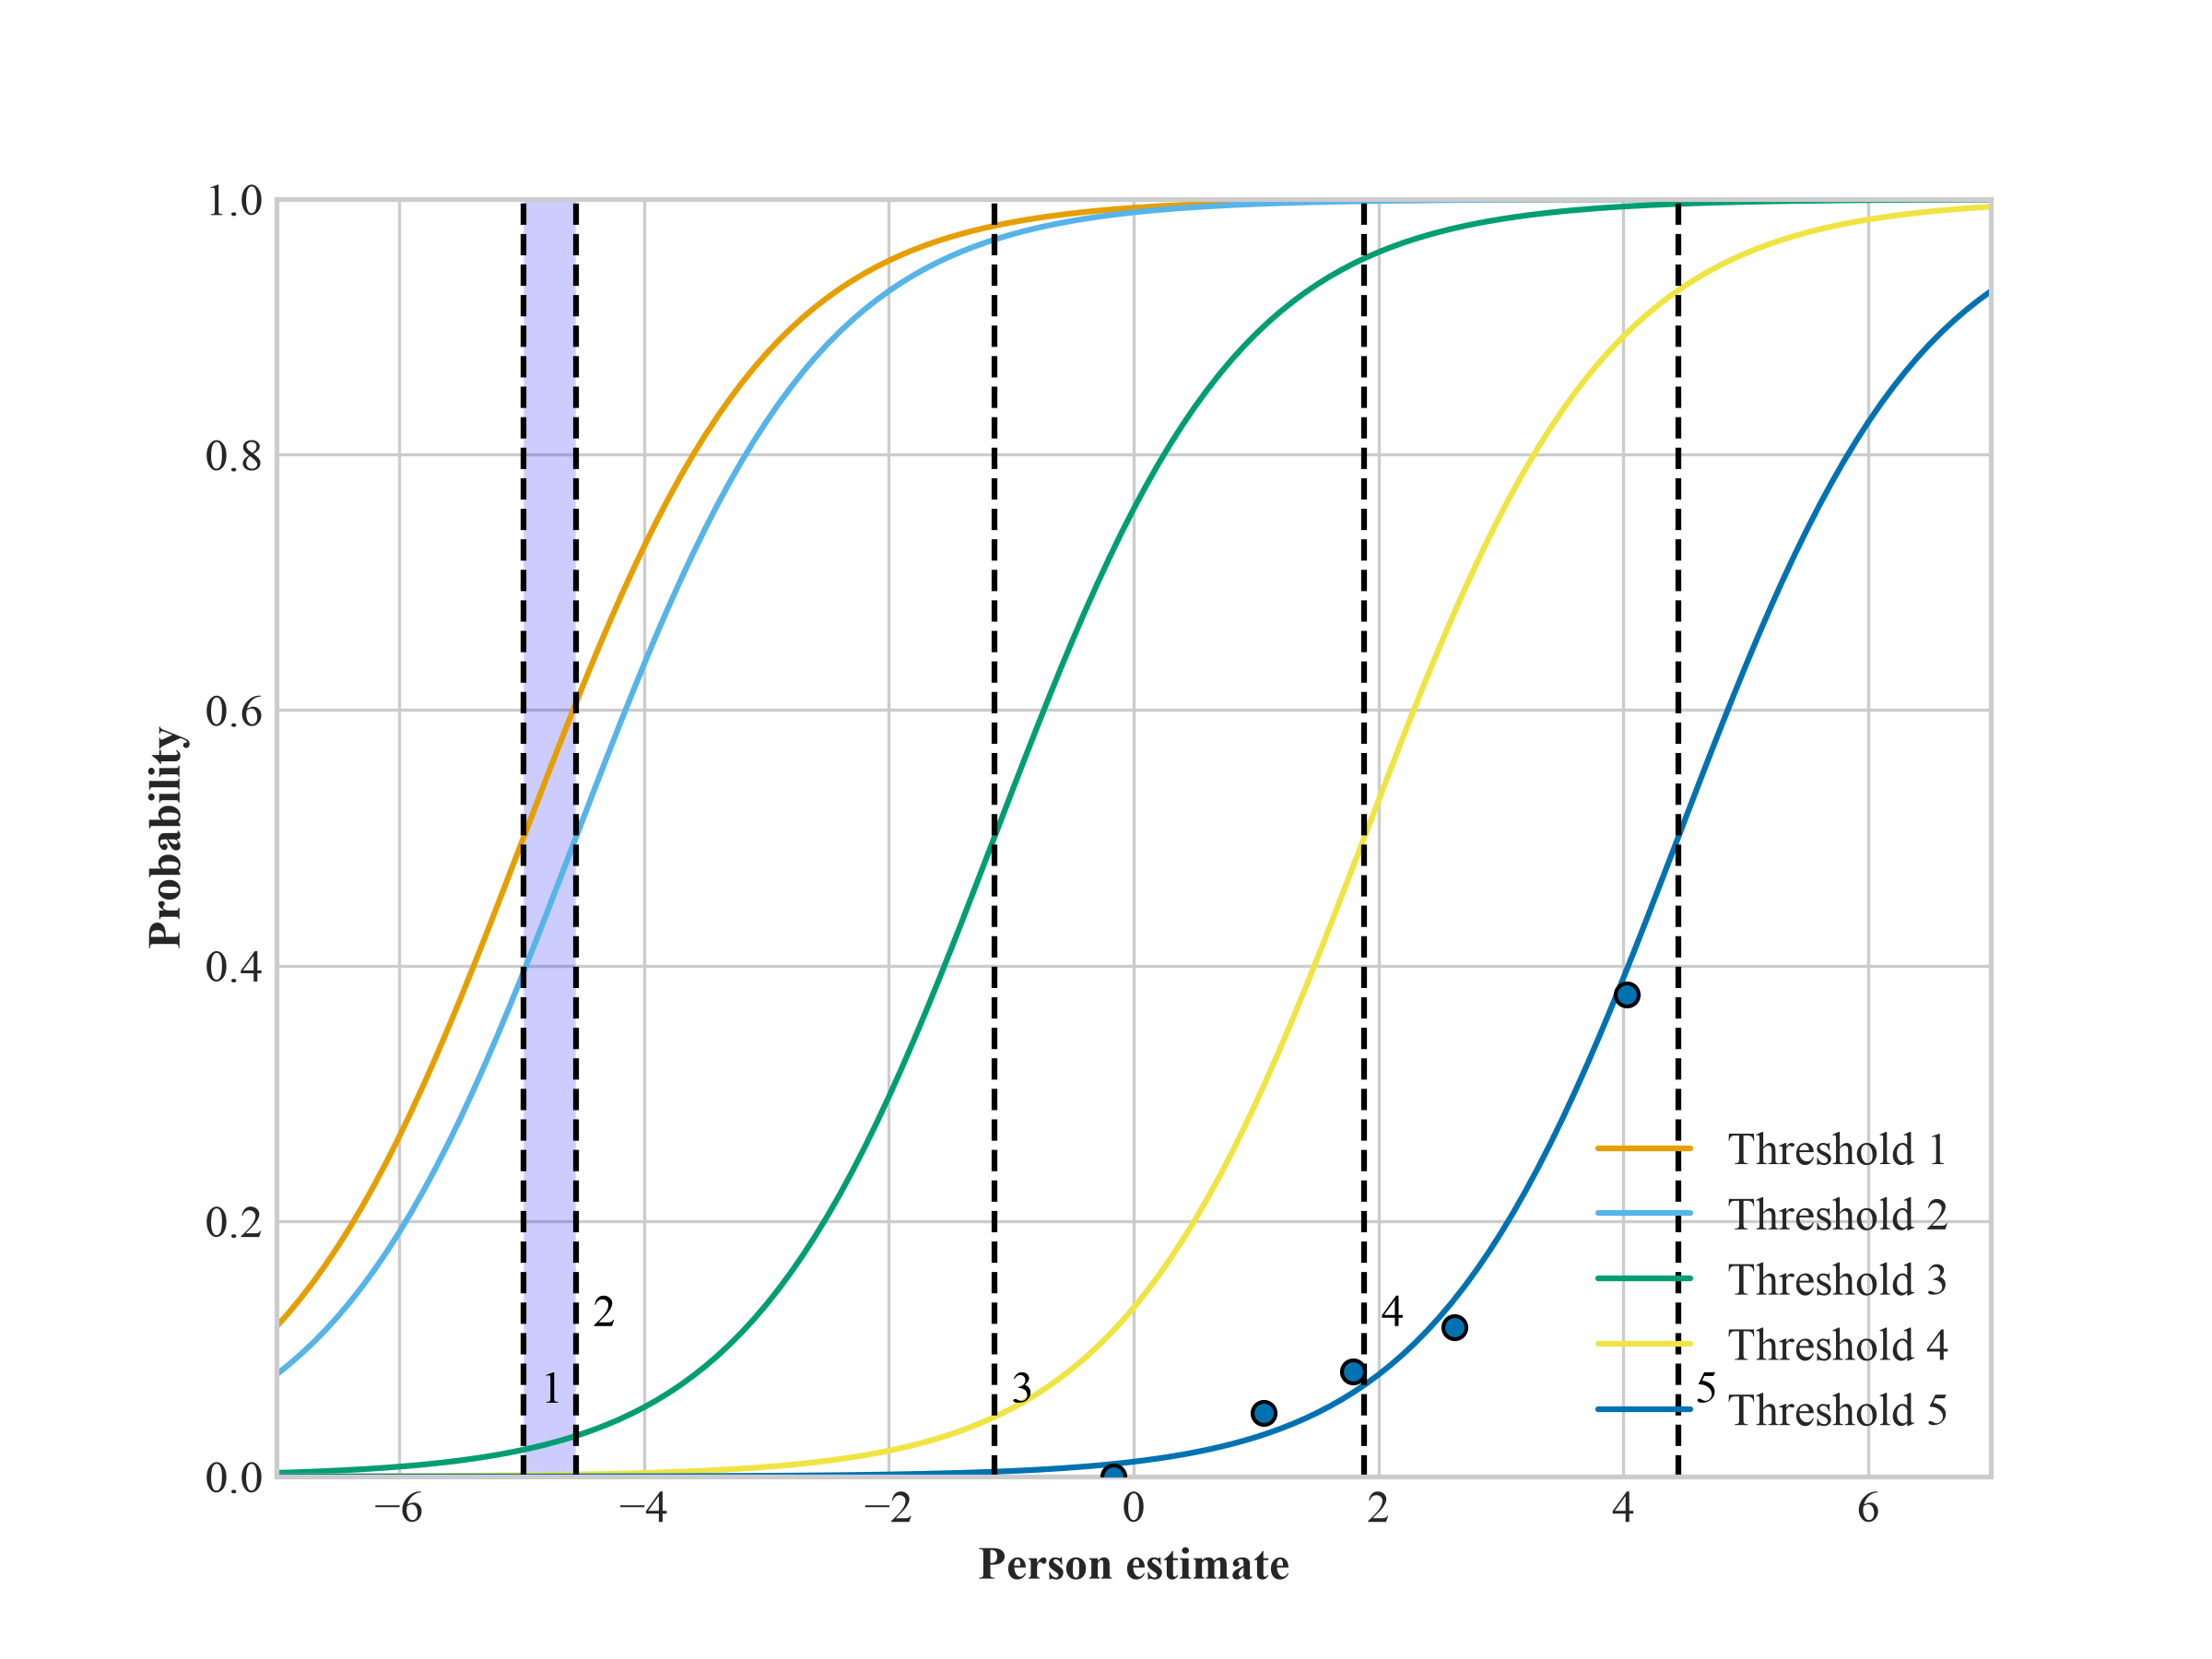 1.0
0.8
0.6
0.4
0.2
0.0
Probability
−6
−4
−2
0
2
4
6
Person estimate
1
2
3
4
5
Threshold 1
Threshold 2
Threshold 3
Threshold 4
Threshold 5